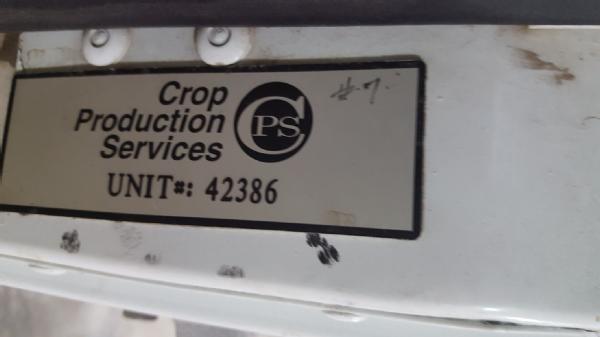 Crop
Production
Services
CPS
#7
UNIT#: 42386